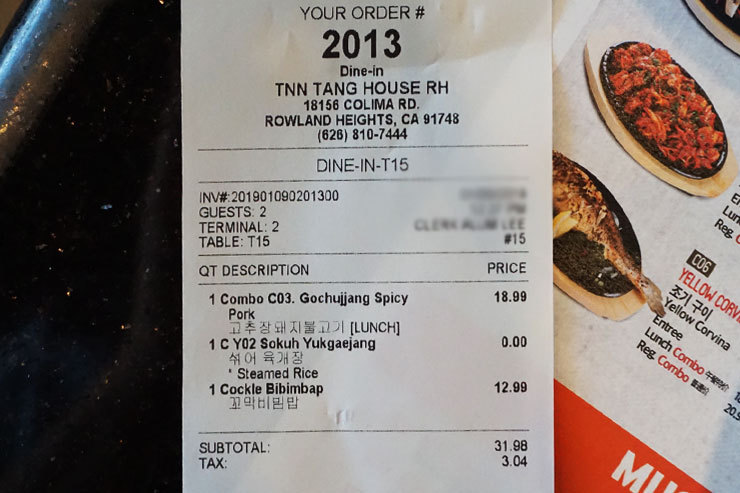 YOUR ORDER #
2013
Dine-in
TNN TANG HOUSE RH
18156 COLIMA RD.
ROWLAND HEIGHTS, CA 91748
(626) 810-7444
DINE-IN-T15
INV#:201901090201300
GUESTS: 2
TERMINAL: 2
TABLE: T15 #15
QT DESCRIPTION PRICE
1 Combo C03. Gochujjang Spicy 18.99
Pork
고추장돼지불고기 [LUNCH]
1 C Y02 Sokuh Yukgaejang 0.00
섞어 육개장
* Steamed Rice
1 Cockle Bibimbap 12.99
꼬막비빔밥
SUBTOTAL: 31.98
TAX: 3.04
Reg.
C06
YELLOW
조기 구이
Yellow Corvina
Entree
Lunch Combo
Reg. Combo